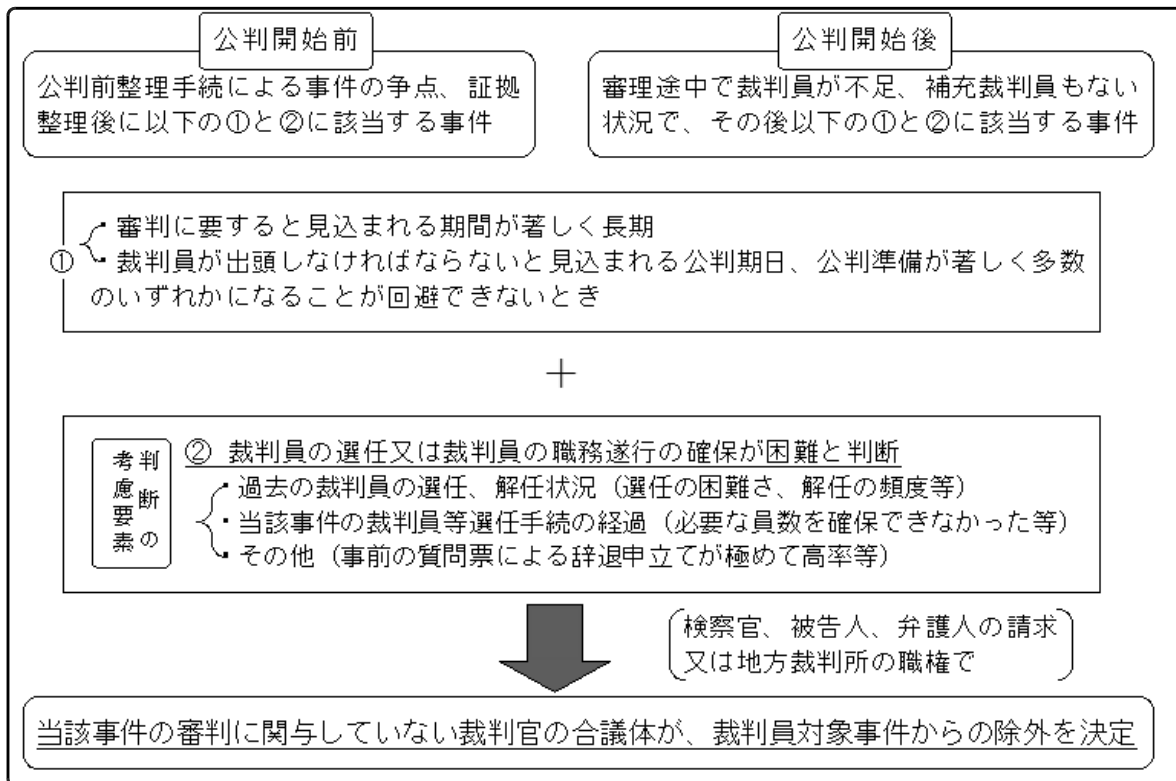 公判開始前
公判前整理手続による事件の争点、証拠
整理後に以下の①と②に該当する事件
公判開始後
審理途中で裁判員が不足、補充裁判員もない
状況で、その後以下の①と②に該当する事件
①
・審判に要すると見込まれる期間が著しく長期
・裁判員が出頭しなければならないと見込まれる公判期日、公判準備が著しく多数
のいずれかになることが回避できないとき
+
判断の
考慮要素
② 裁判員の選任又は裁判員の職務遂行の確保が困難と判断
・過去の裁判員の選任、解任状況（選任の困難さ、解任の頻度等）
・当該事件の裁判員等選任手続の経過（必要な員数を確保できなかった等）
・その他（事前の質問票による辞退申立てが極めて高率等）
検察官、被告人、弁護人の請求
又は地方裁判所の職権で
当該事件の審判に関与していない裁判官の合議体が、裁判員対象事件からの除外を決定